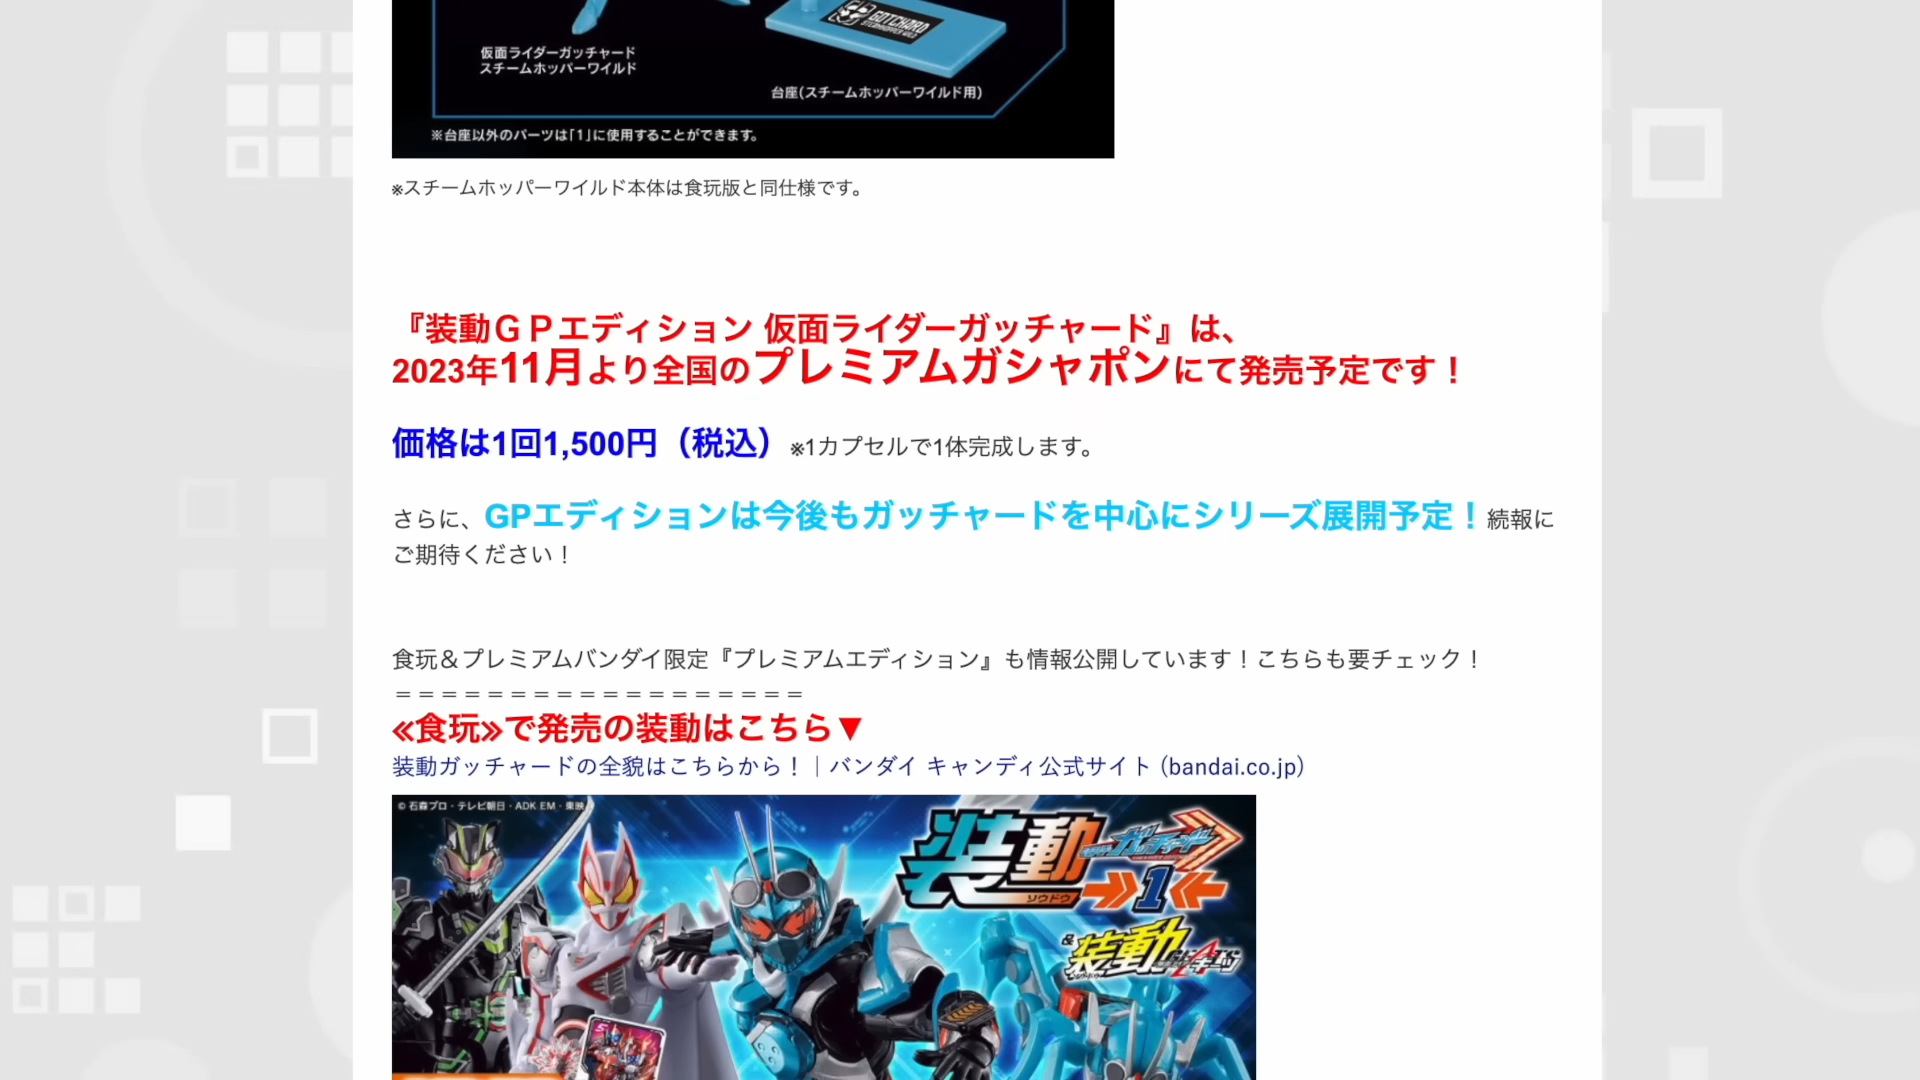 GOTCHARD
STEAMHOPPER WILD
仮面ライダーガッチャード
スチームホッパーワイルド
台座(スチームホッパーワイルド用)
※台座以外のパーツは「1」に使用することができます。
※スチームホッパーワイルド本体は食玩版と同仕様です。
『装動ＧＰエディション 仮面ライダーガッチャード』は、
2023年11月より全国のプレミアムガシャポンにて発売予定です！
価格は1回1,500円（税込）※1カプセルで1体完成します。
さらに、GPエディションは今後もガッチャードを中心にシリーズ展開予定！続報に
ご期待ください！
食玩＆プレミアムバンダイ限定『プレミアムエディション』も情報公開しています！こちらも要チェック！
＝＝＝＝＝＝＝＝＝＝＝＝＝＝＝＝＝＝
≪食玩≫で発売の装動はこちら▼
装動ガッチャードの全貌はこちらから！｜バンダイ キャンディ公式サイト (bandai.co.jp)
© 石森プロ・テレビ朝日・ADK EM・東映
装動
ガッチャード
ソウドウ
1
&装動